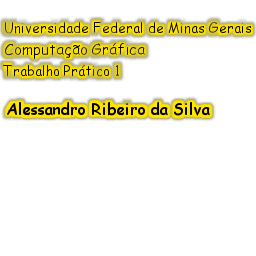 Universidade Federal de Minas Gerais
Computação Gráfica
Trabalho Prático 1
Alessandro Ribeiro da Silva